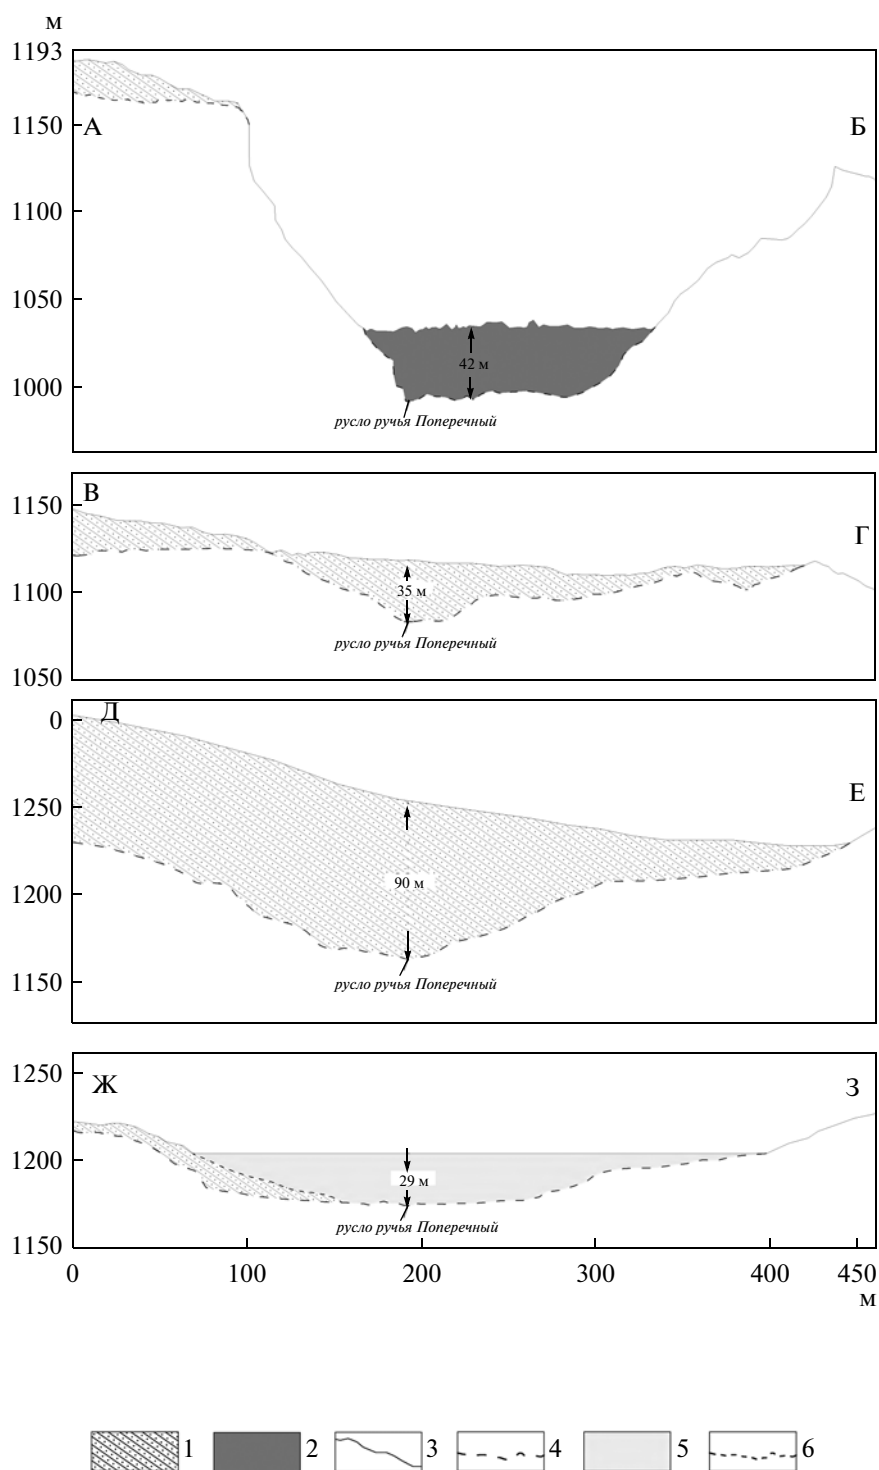 м
1193
1150
А
Б
1100
1050
42 м
1000
русло ручья Поперечный
1150
В
Г
1100
35 м
русло ручья Поперечный
1050
0
Д
1250
Е
1200
90 м
1150
русло ручья Поперечный
1250
Ж
З
1200
29 м
русло ручья Поперечный
1150
0 100 200 300 400 450
м
1 2 3 4 5 6